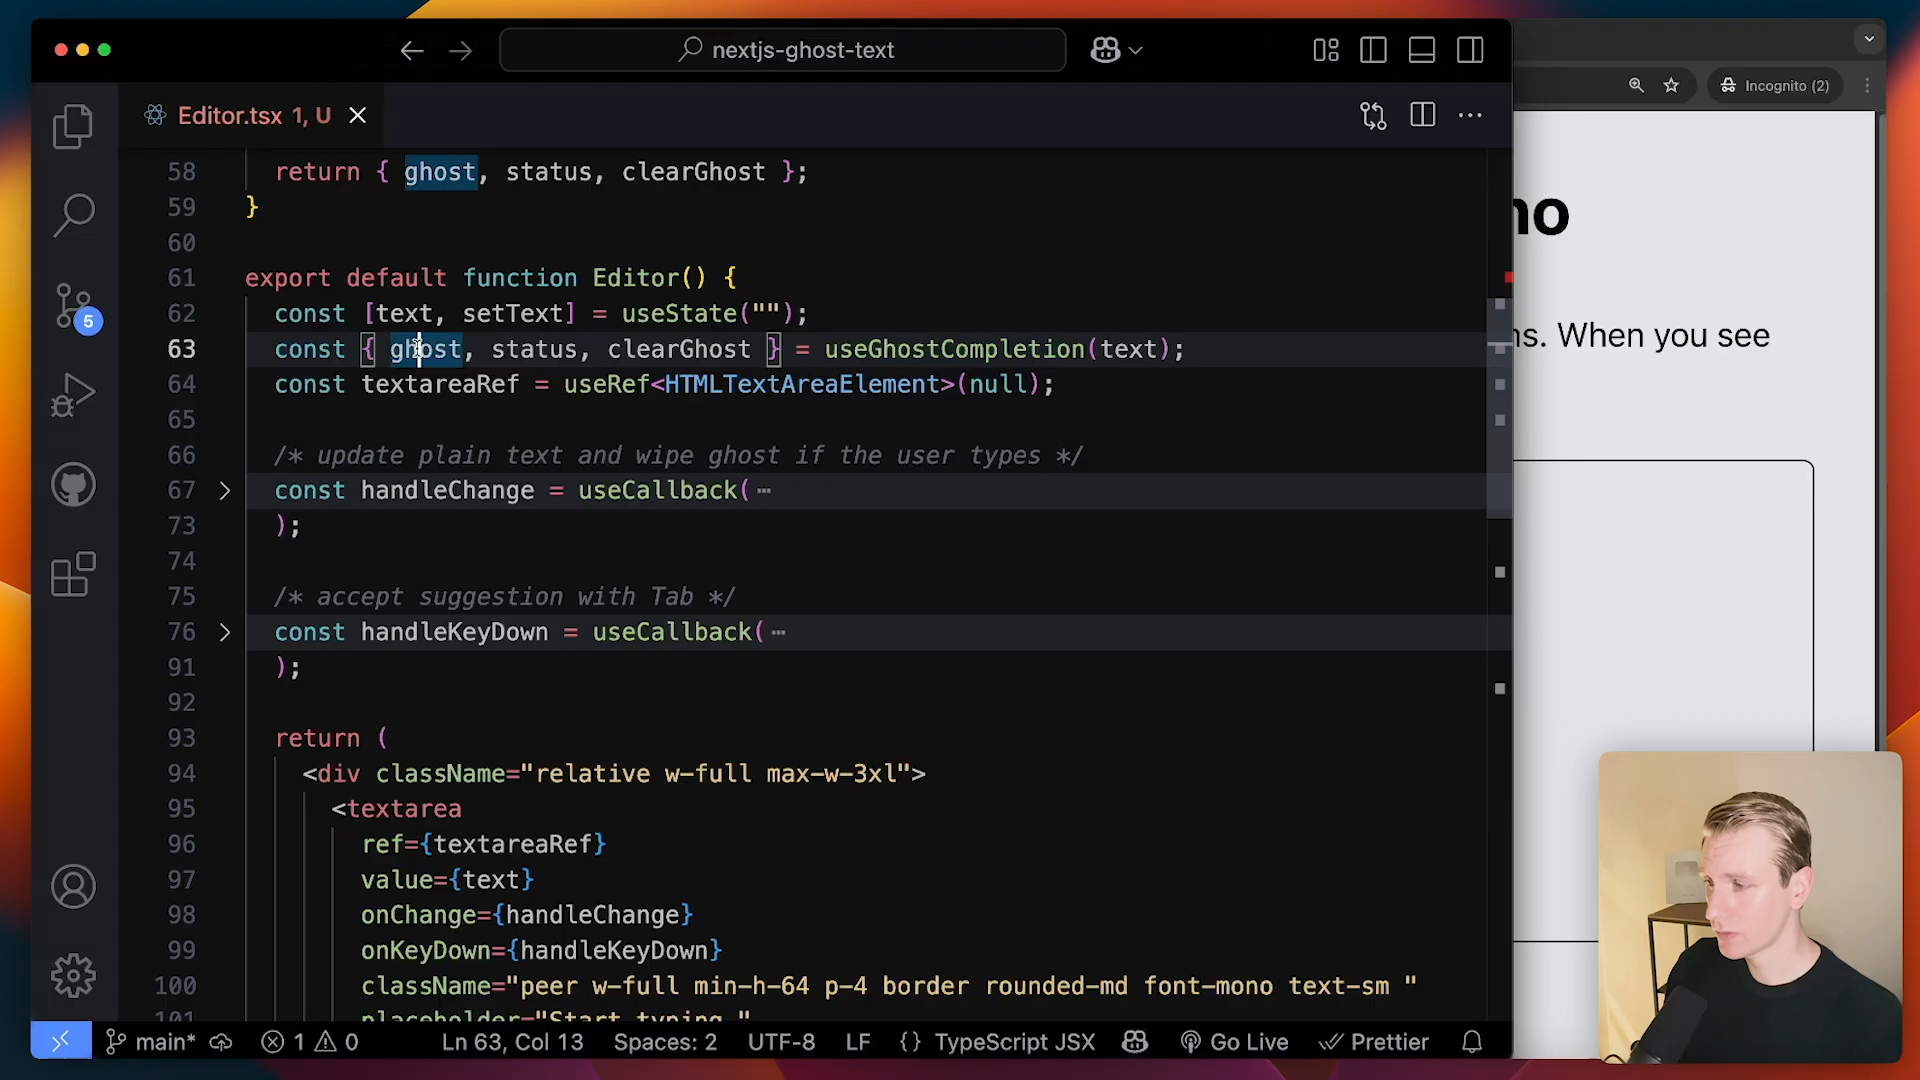 nextjs-ghost-text
Incognito (2)
Editor.tsx 1, U
58 return { ghost, status, clearGhost };
59 }
60
61 export default function Editor() {
62 const [text, setText] = useState("");
63 const { ghost, status, clearGhost } = useGhostCompletion(text);
64 const textareaRef = useRef<HTMLTextAreaElement>(null);
65
66 /* update plain text and wipe ghost if the user types */
67 const handleChange = useCallback( ⋯
73 );
74
75 /* accept suggestion with Tab */
76 const handleKeyDown = useCallback( ⋯
91 );
92
93 return (
94 <div className="relative w-full max-w-3xl">
95 <textarea
96 ref={textareaRef}
97 value={text}
98 onChange={handleChange}
99 onKeyDown={handleKeyDown}
100 className="peer w-full min-h-64 p-4 border rounded-md font-mono text-sm "
101 placeholder="Start typing…"
no
ns. When you see
5
main* 1 0 Ln 63, Col 13 Spaces: 2 UTF-8 LF {} TypeScript JSX Go Live Prettier